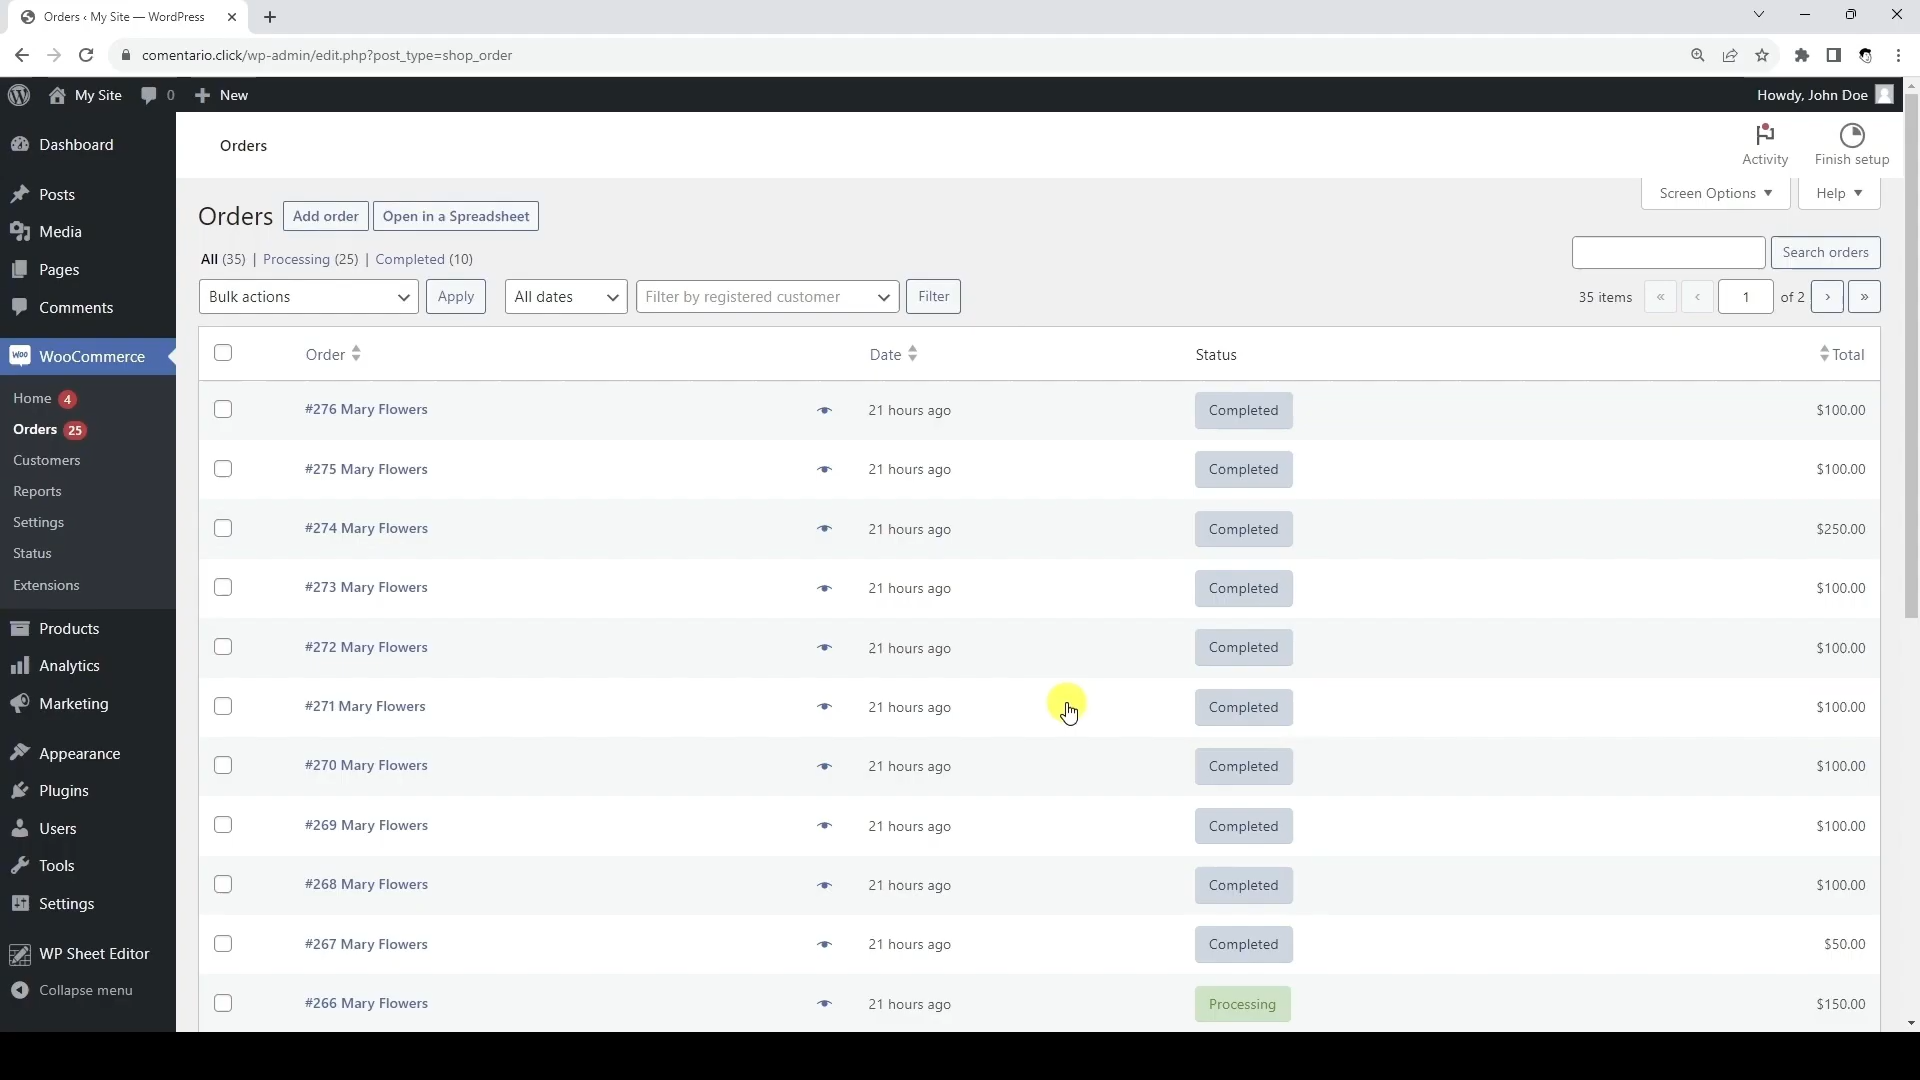 Orders ‹ My Site — WordPress
comentario.click/wp-admin/edit.php?post_type=shop_order
My Site 0 New Howdy, John Doe
Orders Activity Finish setup
Screen Options Help
Orders Add order Open in a Spreadsheet
All (35) | Processing (25) | Completed (10) Search orders
Bulk actions Apply All dates Filter by registered customer Filter 35 items « ‹ 1 of 2 › »
Order Date Status Total
#276 Mary Flowers 21 hours ago Completed $100.00
#275 Mary Flowers 21 hours ago Completed $100.00
#274 Mary Flowers 21 hours ago Completed $250.00
#273 Mary Flowers 21 hours ago Completed $100.00
#272 Mary Flowers 21 hours ago Completed $100.00
#271 Mary Flowers 21 hours ago Completed $100.00
#270 Mary Flowers 21 hours ago Completed $100.00
#269 Mary Flowers 21 hours ago Completed $100.00
#268 Mary Flowers 21 hours ago Completed $100.00
#267 Mary Flowers 21 hours ago Completed $50.00
#266 Mary Flowers 21 hours ago Processing $150.00
Dashboard
Posts
Media
Pages
Comments
Woo WooCommerce
Home 4
Orders 25
Customers
Reports
Settings
Status
Extensions
Products
Analytics
Marketing
Appearance
Plugins
Users
Tools
Settings
WP Sheet Editor
Collapse menu